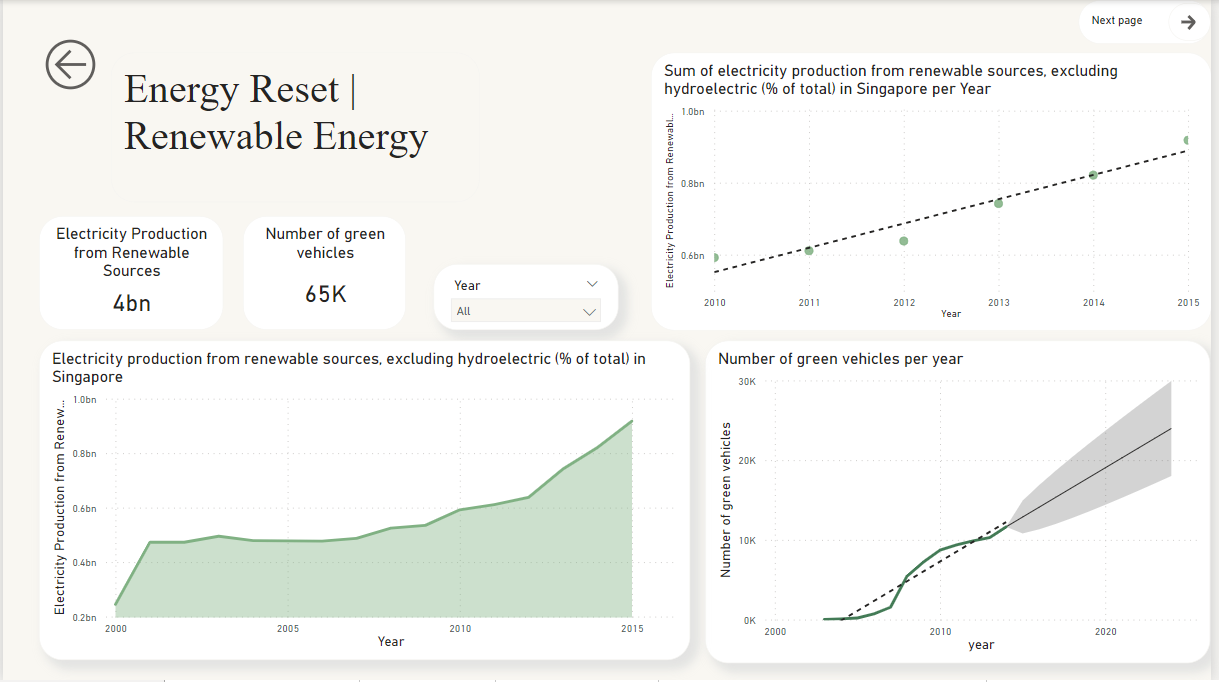 Next page
Energy Reset |
Renewable Energy
Sum of electricity production from renewable sources, excluding
hydroelectric (% of total) in Singapore per Year
Electricity Production from Renewabl...
1.0bn
0.8bn
0.6bn
2010 2011 2012 2013 2014 2015
Year
Electricity Production
from Renewable
Sources
4bn
Number of green
vehicles
65K
Year
All
Electricity production from renewable sources, excluding hydroelectric (% of total) in
Singapore
Electricity Production from Renew...
1.0bn
0.8bn
0.6bn
0.4bn
0.2bn
2000 2005 2010 2015
Year
Number of green vehicles per year
Number of green vehicles
30K
20K
10K
0K
2000 2010 2020
year